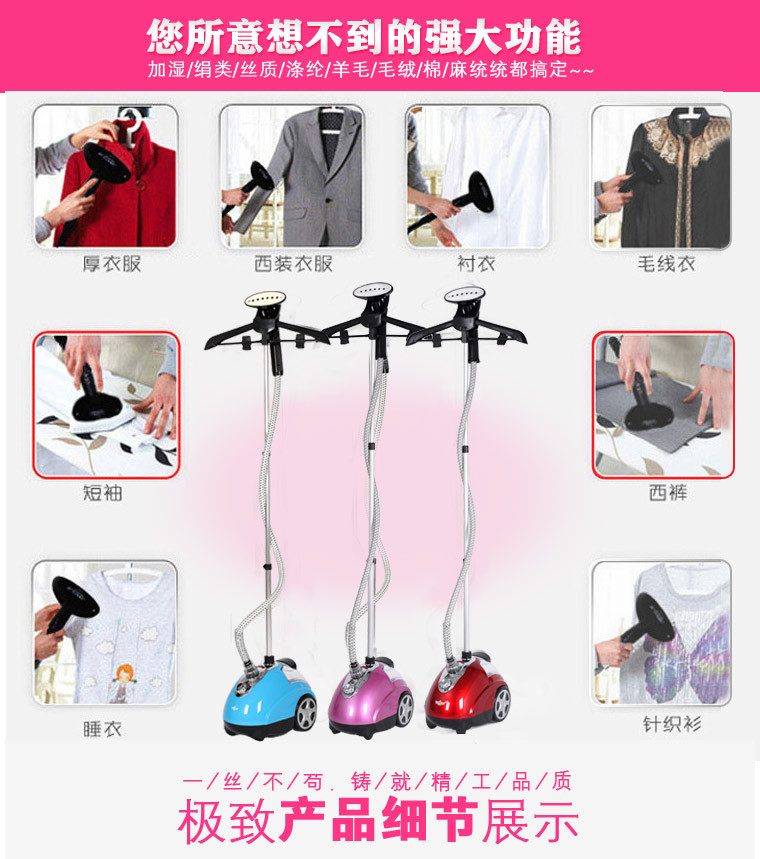 您所意想不到的强大功能
加湿/绢类/丝质/涤纶/羊毛/毛绒/棉/麻统统都搞定~~
厚衣服
西装衣服
衬衣
毛线衣
短袖
西裤
睡衣
针织衫
一/丝/不/苟.铸/就/精/工/品/质
极致产品细节展示